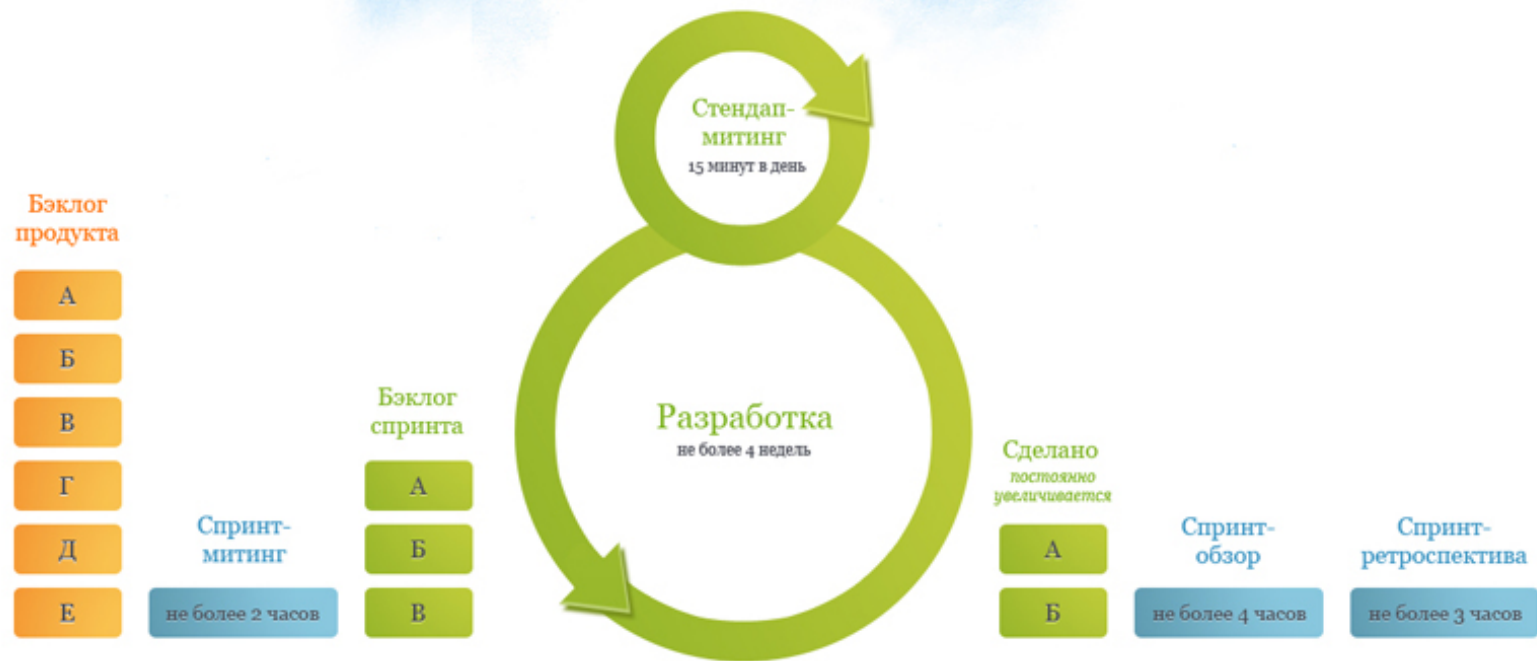 Бэклог
продукта
А
Б
В
Г
Д
Е
Спринт-
митинг
не более 2 часов
Бэклог
спринта
А
Б
В
Стендап-
митинг
15 минут в день
Разработка
не более 4 недель
Сделано
постоянно
увеличивается
А
Б
Спринт-
обзор
не более 4 часов
Спринт-
ретроспектива
не более 3 часов